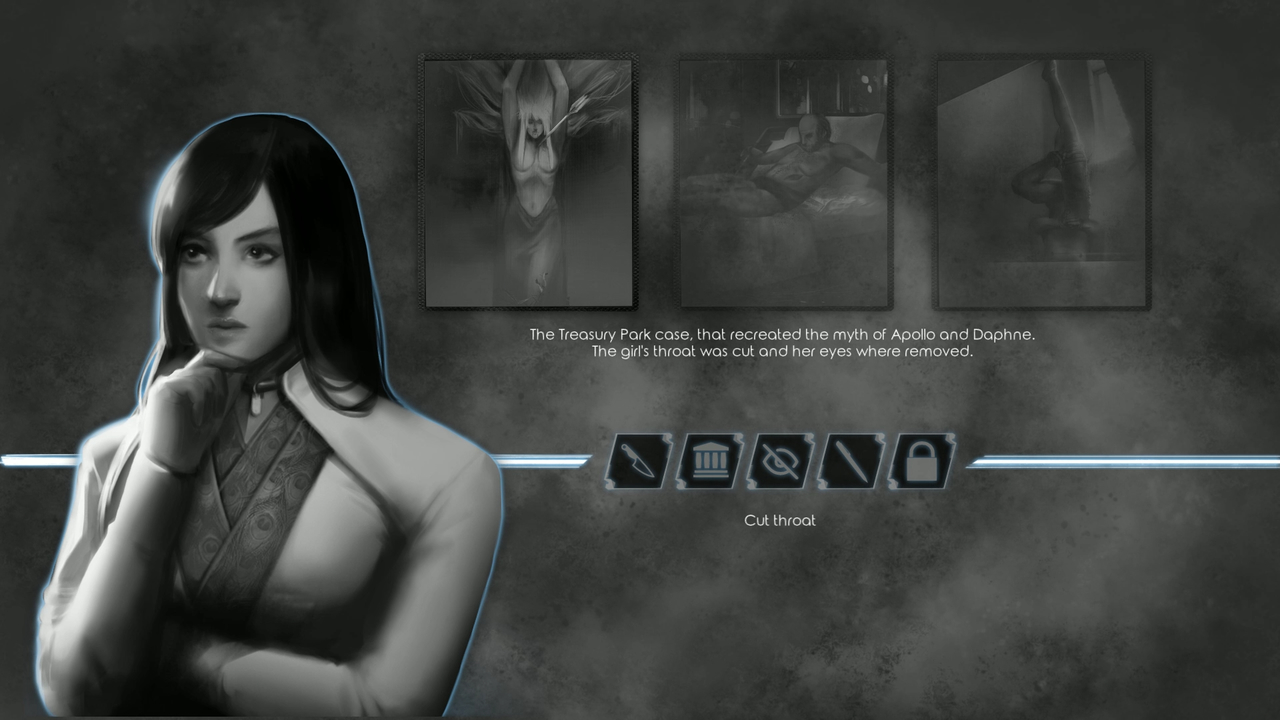 The Treasury Park case, that recreated the myth of Apollo and Daphne.
The girl's throat was cut and her eyes where removed.
Cut throat